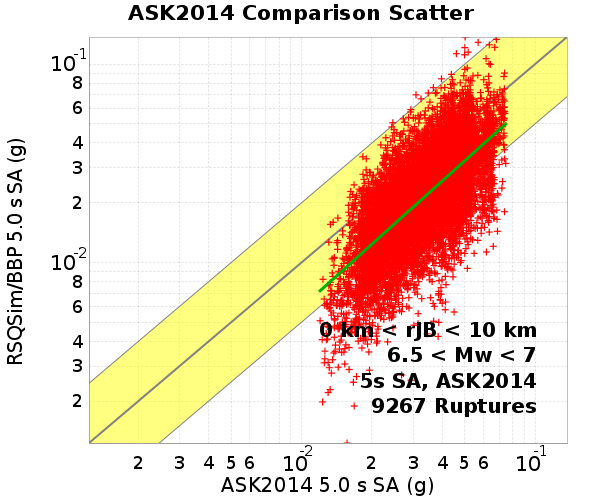 ASK2014 Comparison Scatter
RSQSim/BBP 5.0 s SA (g)
10-1
8
6
4
3
2
10-2
8
6
4
3
2
0 km < rJB < 10 km
6.5 < Mw < 7
5s SA, ASK2014
9267 Ruptures
2 3 4 5 6 10-2 2 3 4 5 6 10-1
ASK2014 5.0 s SA (g)